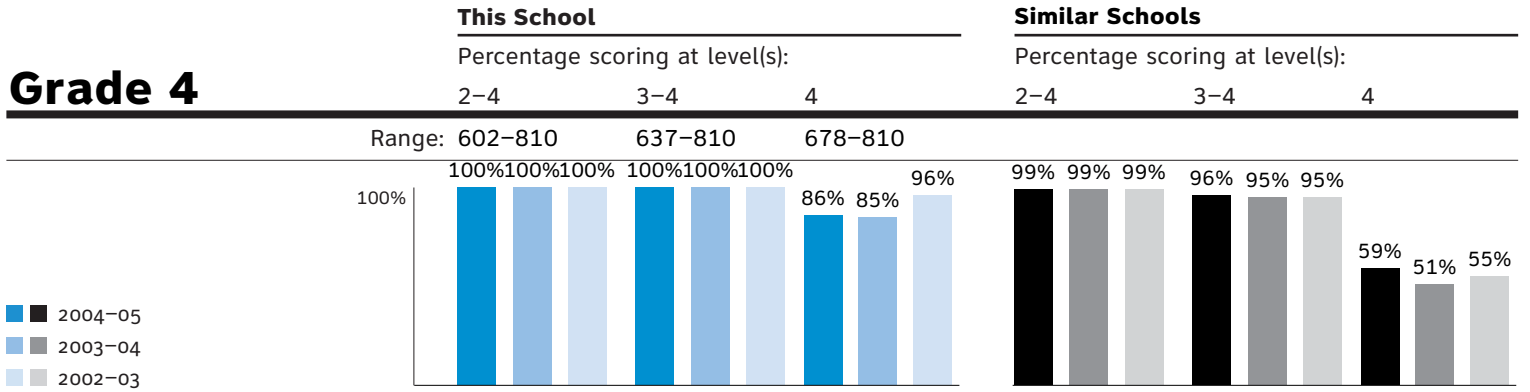 This School
Similar Schools
Percentage scoring at level(s):
Percentage scoring at level(s):
Grade 4
2–4 3–4 4
2–4 3–4 4
Range: 602–810 637–810 678–810
100% 100% 100% 100% 100% 100% 86% 85% 96%
99% 99% 99% 96% 95% 95% 59% 51% 55%
100%
2004–05
2003–04
2002–03